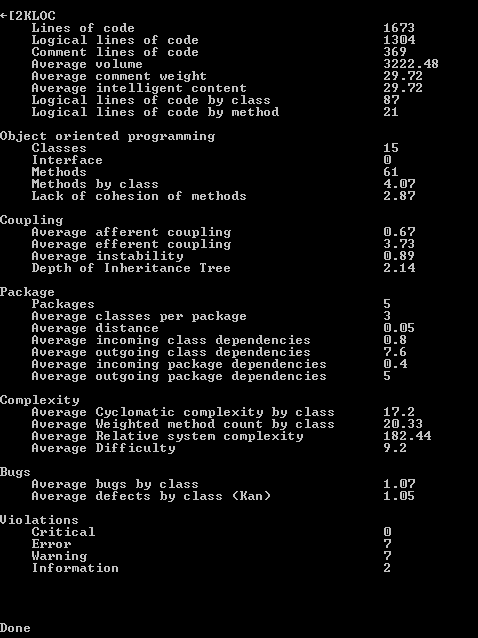 ←[2KLOC
Lines of code 1673
Logical lines of code 1304
Comment lines of code 369
Average volume 3222.48
Average comment weight 29.72
Average intelligent content 29.72
Logical lines of code by class 87
Logical lines of code by method 21
Object oriented programming
Classes 15
Interface 0
Methods 61
Methods by class 4.07
Lack of cohesion of methods 2.87
Coupling
Average afferent coupling 0.67
Average efferent coupling 3.73
Average instability 0.89
Depth of Inheritance Tree 2.14
Package
Packages 5
Average classes per package 3
Average distance 0.05
Average incoming class dependencies 0.8
Average outgoing class dependencies 7.6
Average incoming package dependencies 0.4
Average outgoing package dependencies 5
Complexity
Average Cyclomatic complexity by class 17.2
Average Weighted method count by class 20.33
Average Relative system complexity 182.44
Average Difficulty 9.2
Bugs
Average bugs by class 1.07
Average defects by class (Kan) 1.05
Violations
Critical 0
Error 7
Warning 7
Information 2
Done